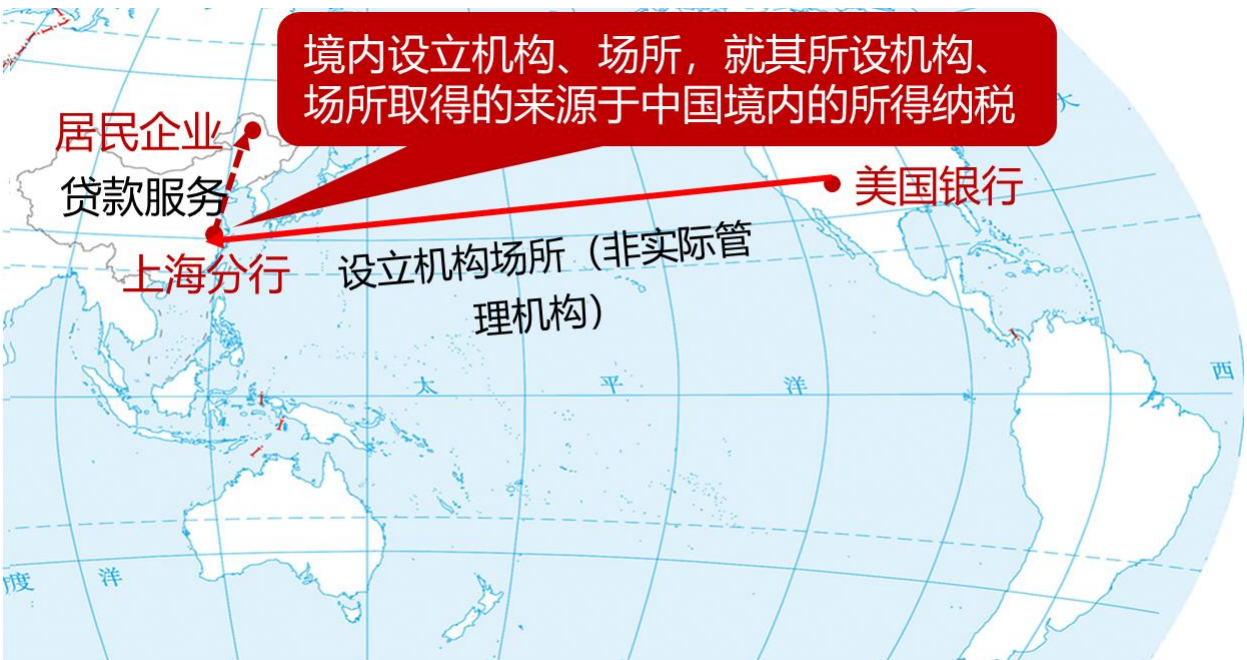 境内设立机构、场所，就其所设机构、
场所取得的来源于中国境内的所得纳税
大
居民企业
贷款服务
美国银行
上海分行
设立机构场所（非实际管
理机构）
太 平 洋
西
度 洋